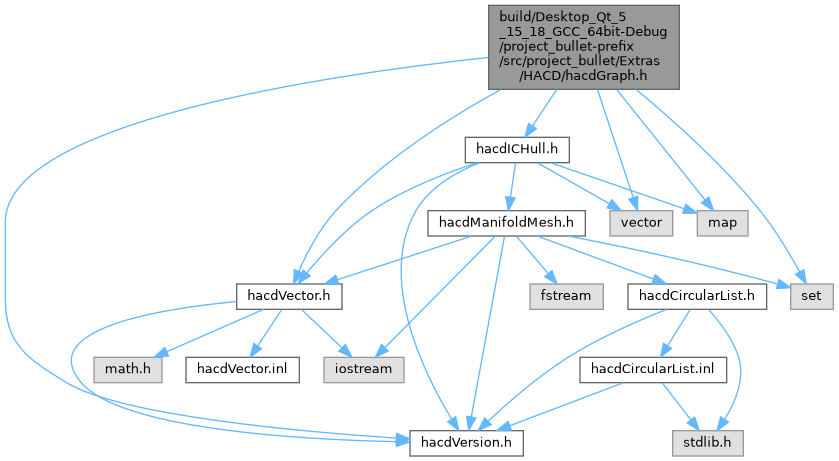 build/Desktop_Qt_5
_15_18_GCC_64bit-Debug
/project_bullet-prefix
/src/project_bullet/Extras
/HACD/hacdGraph.h
hacdICHull.h
hacdManifoldMesh.h
vector
map
hacdVector.h
fstream
hacdCircularList.h
set
math.h
hacdVector.inl
iostream
hacdCircularList.inl
hacdVersion.h
stdlib.h